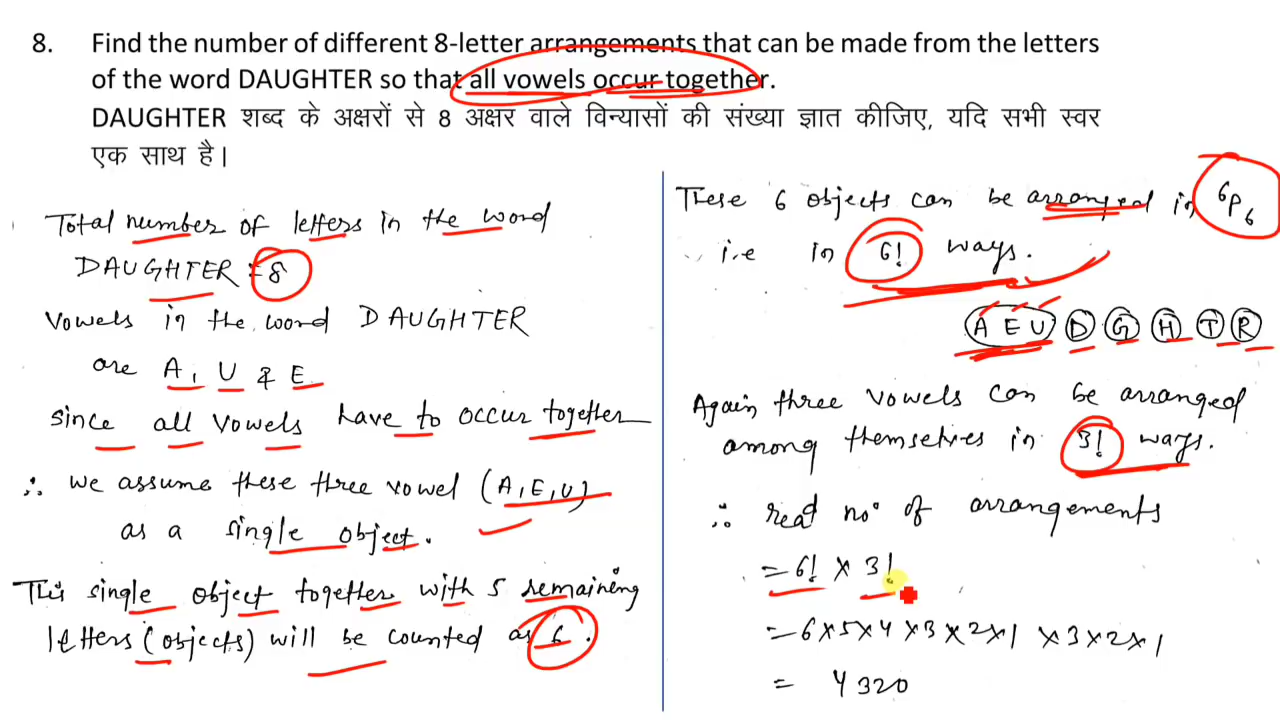 8. Find the number of different 8-letter arrangements that can be made from the letters
of the word DAUGHTER so that all vowels occur together.
DAUGHTER शब्द के अक्षरों से 8 अक्षर वाले विन्यासों की संख्या ज्ञात कीजिए, यदि सभी स्वर
एक साथ है।
Total number of letters in the word
DAUGHTER = 8
Vowels in the word DAUGHTER
are A, U & E
since all vowels have to occur together
∴ we assume these three vowel (A, E, U)
as a single object.
This single object together with 5 remaining
letters (objects) will be counted as 6.
These 6 objects can be arranged in ⁶P₆
i.e in 6! ways.
A E U D G H T R
Again three vowels can be arranged
among themselves in 3! ways.
∴ no. of arrangements
= 6! × 3!
= 6×5×4×3×2×1 × 3×2×1
= 4320